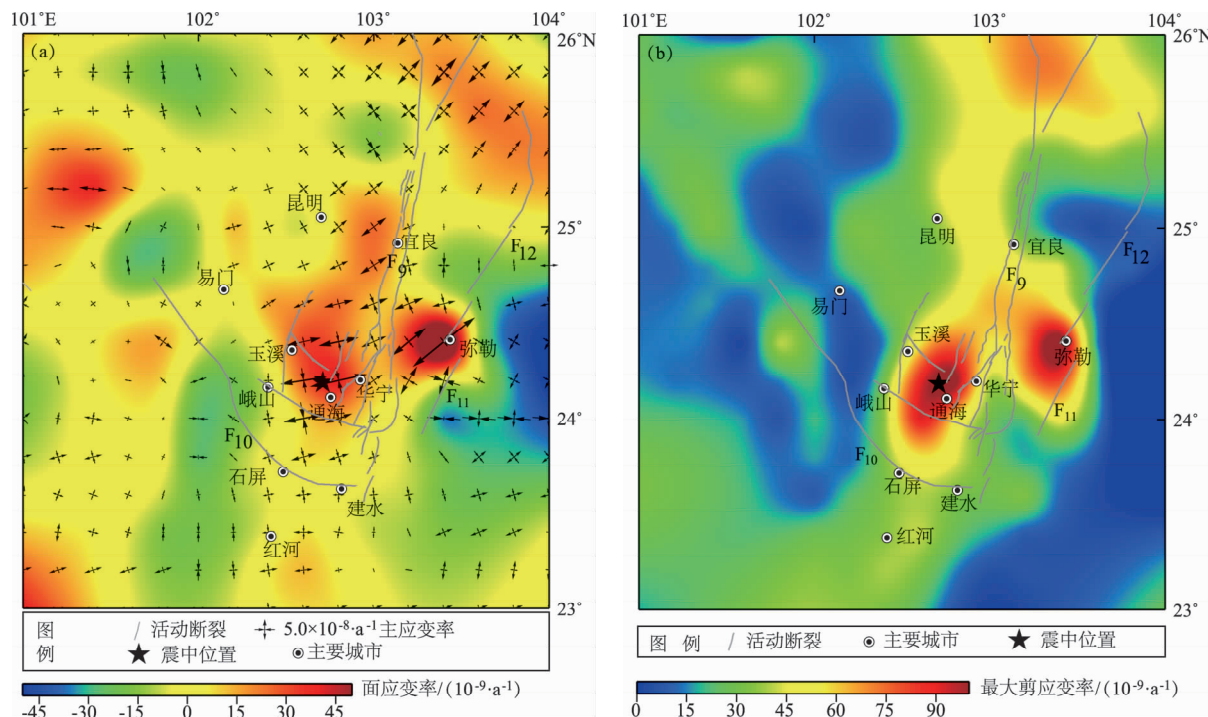 101°E 102° 103° 104°
(a)
26°N
昆明
25°
宜良
F9
F12
易门
玉溪
弥勒
峨山
华宁
通海
24°
F11
F10
石屏
建水
红河
23°
图例
活动断裂
5.0×10-8·a-1主应变率
震中位置
主要城市
-45 -30 -15 0 15 30 45
面应变率/(10-9·a-1)
101°E 102° 103° 104°
(b)
26°N
昆明
25°
宜良
F12
F9
易门
玉溪
弥勒
峨山
华宁
通海
24°
F11
F10
石屏
建水
红河
23°
图例
活动断裂
主要城市
震中位置
0 15 30 45 60 75 90
最大剪应变率/(10-9·a-1)